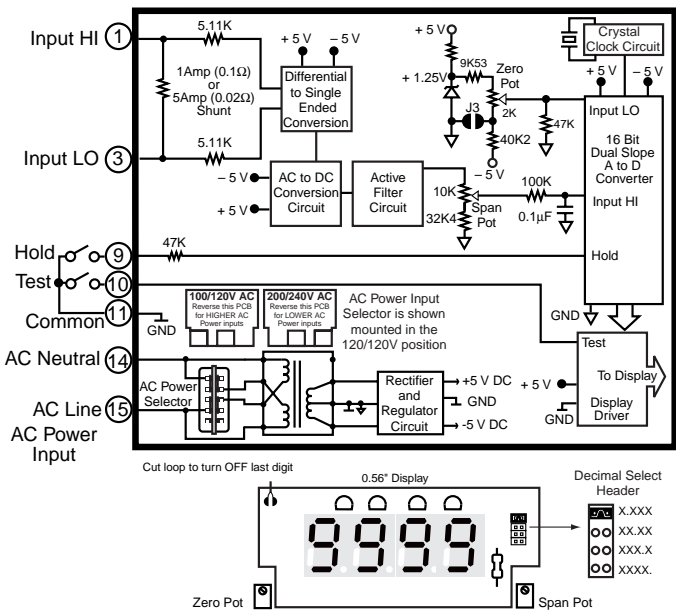 Input HI 1
5.11K
1Amp (0.1Ω)
or
5Amp (0.02Ω)
Shunt
5.11K
Input LO 3
+ 5 V
– 5 V
Differential
to Single
Ended
Conversion
– 5 V
+ 5 V
AC to DC
Conversion
Circuit
Active
Filter
Circuit
+ 5 V
+ 1.25V
9K53
Zero
Pot
2K
J3
40K2
– 5 V
47K
10K
Span
Pot
32K4
100K
0.1µF
Crystal
Clock Circuit
+ 5 V
– 5 V
Input LO
16 Bit
Dual Slope
A to D
Converter
Input HI
Hold
GND
Hold 9
47K
Test 10
Common 11
GND
100/120V AC
Reverse this PCB
for HIGHER AC
Power inputs
200/240V AC
Reverse this PCB
for LOWER AC
Power inputs
AC Power Input
Selector is shown
mounted in the
120/120V position
AC Neutral 14
AC Line 15
AC Power
Input
AC Power
Selector
Rectifier
and
Regulator
Circuit
+5 V DC
GND
-5 V DC
Test
To Display
+ 5 V
Display
Driver
GND
Cut loop to turn OFF last digit
0.56" Display
9.9.9.9
Decimal Select
Header
X.XXX
XX.XX
XXX.X
XXXX.
Zero Pot
Span Pot